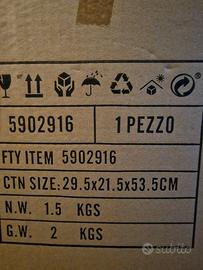 5902916 1 PEZZO
FTY ITEM 5902916
CTN SIZE: 29.5x21.5x53.5CM
N.W. 1.5 KGS
G.W. 2 KGS
Subito